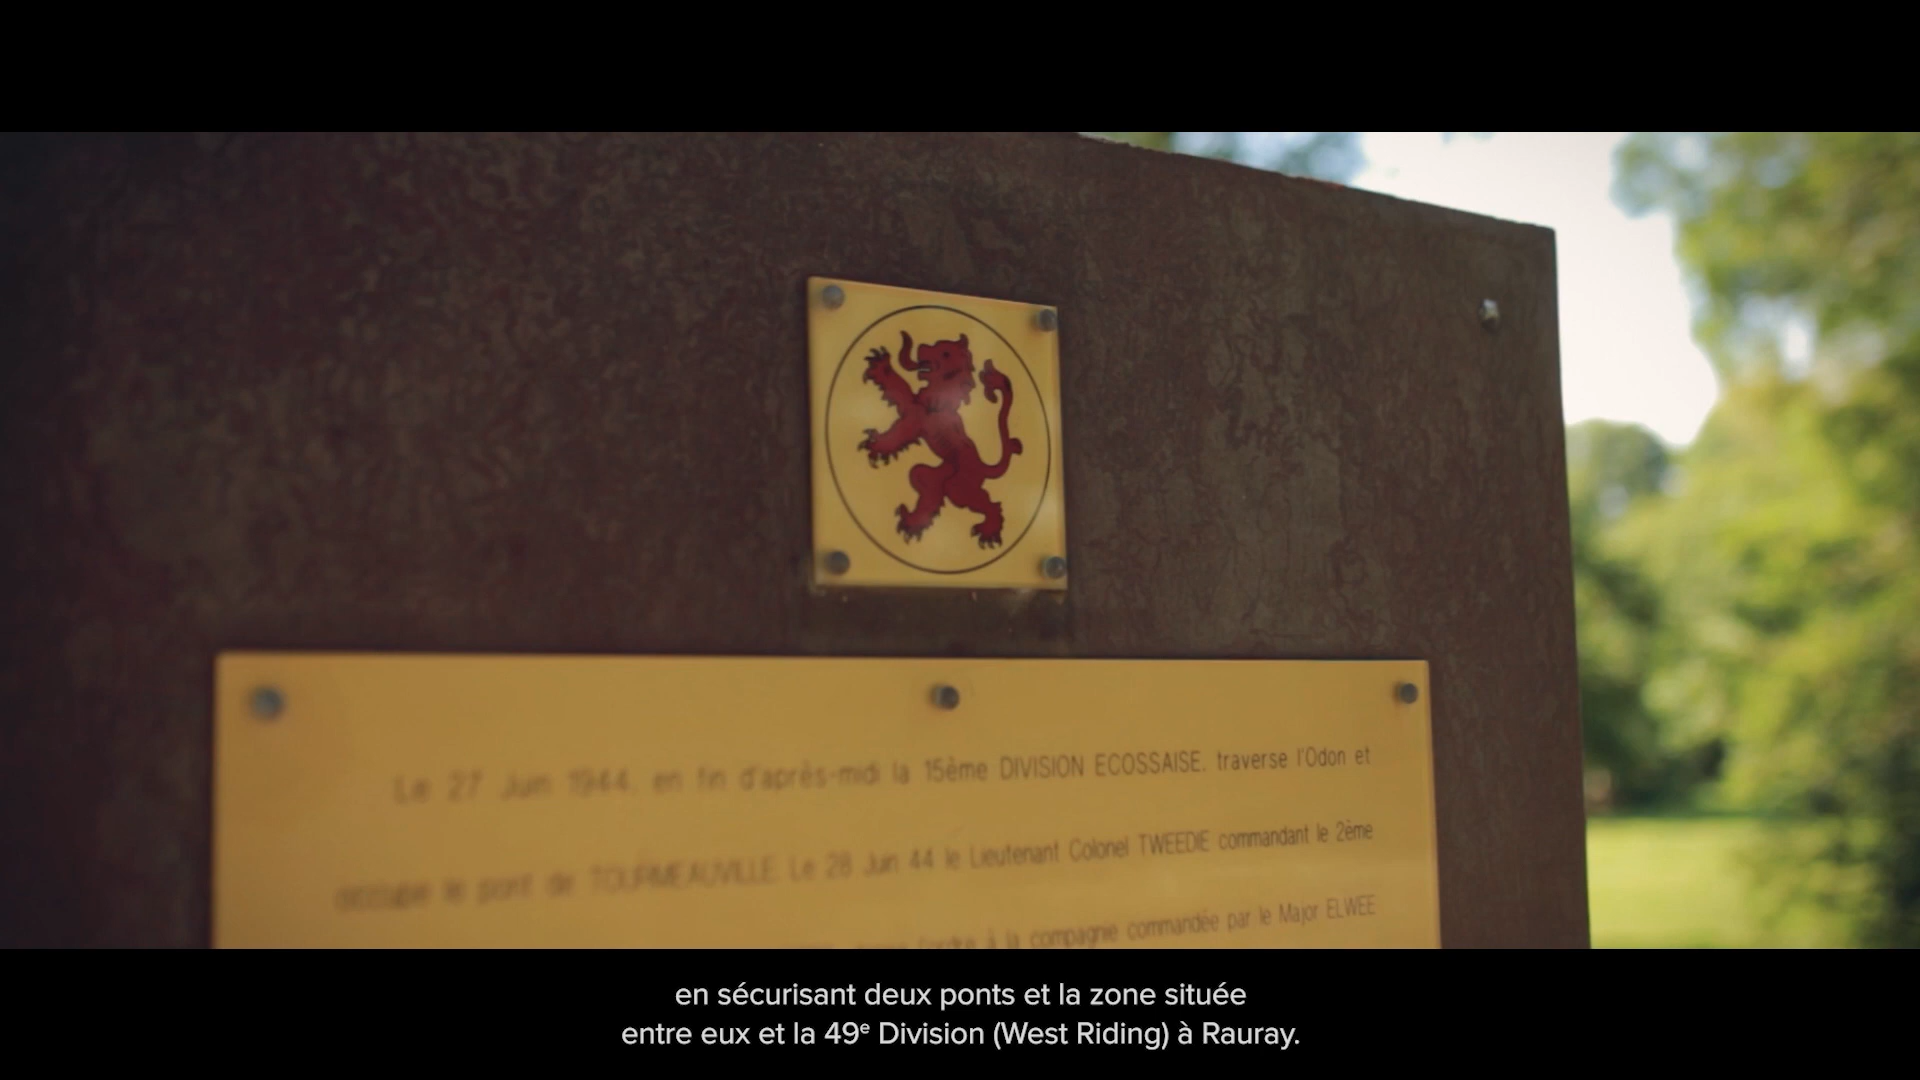 Le 27 Juin 1944, en fin d'après-midi la 15ème DIVISION ECOSSAISE, traverse l'Odon et
occupe le pont de TOURMEAUVILLE. Le 28 Juin 44 le Lieutenant Colonel TWEEDIE commandant le 2ème
l'ordre à la compagnie commandée par le Major ELWEE
en sécurisant deux ponts et la zone située
entre eux et la 49e Division (West Riding) à Rauray.